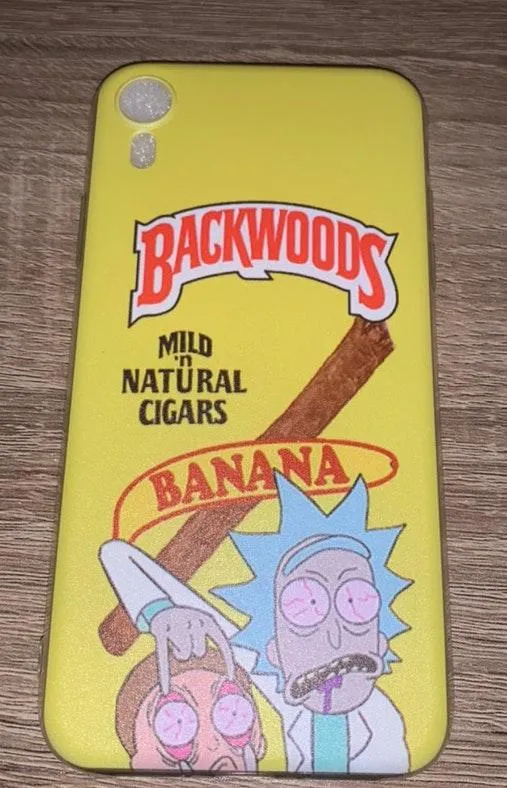 BACKWOODS
MILD
'n
NATURAL
CIGARS
BANANA